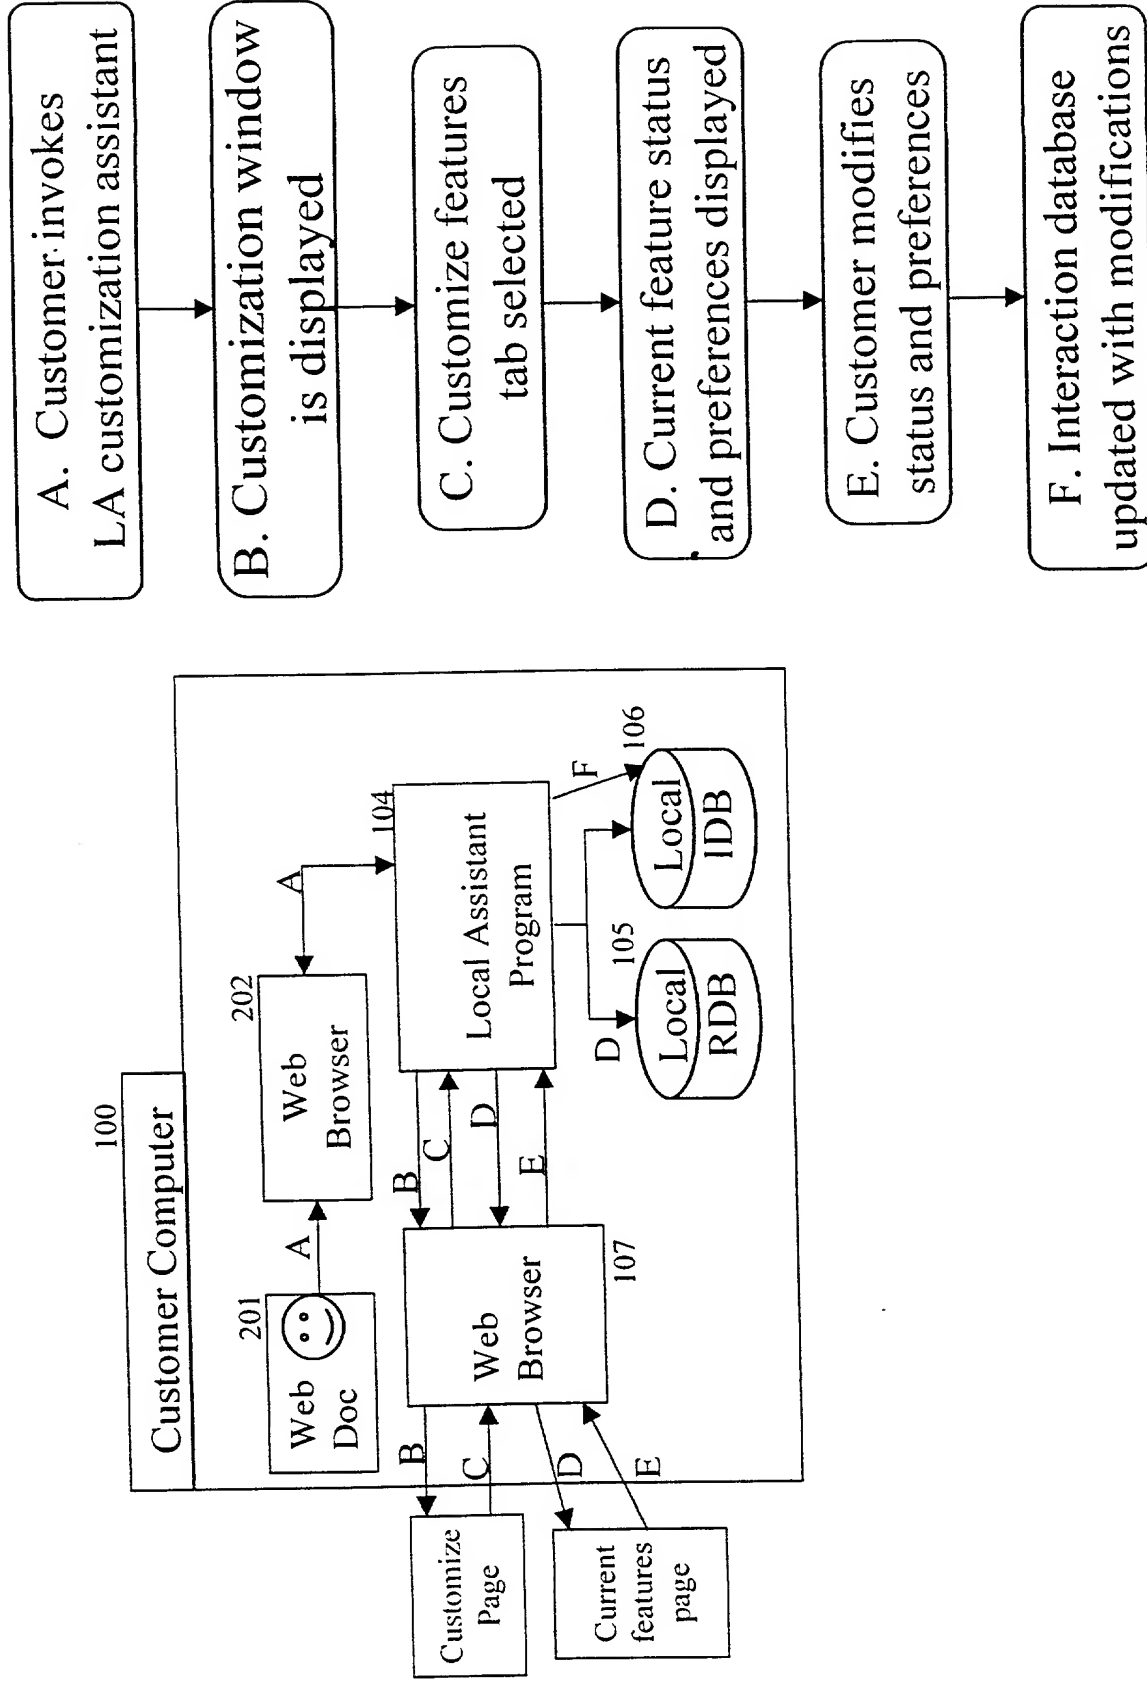 Customer Computer
100
Web
Doc
201
A
Web
Browser
202
A
Local Assistant
Program
104
Web
Browser
107
B
C
D
E
B
C
D
E
Customize
Page
Current
features
page
D
105
Local
RDB
F
106
Local
IDB
A. Customer invokes
LA customization assistant
B. Customization window
is displayed
C. Customize features
tab selected
D. Current feature status
and preferences displayed
E. Customer modifies
status and preferences
F. Interaction database
updated with modifications